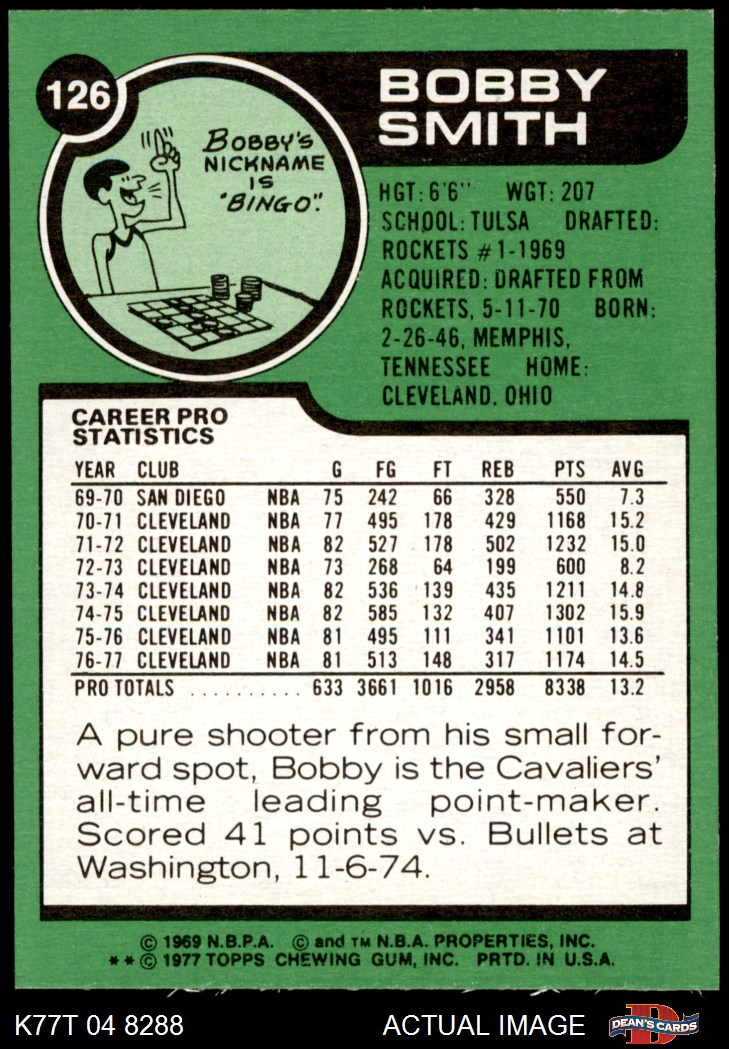 126
BOBBY
SMITH
BOBBY'S
NICKNAME
IS
"BINGO".
HGT: 6'6" WGT: 207
SCHOOL: TULSA DRAFTED:
ROCKETS #1-1969
ACQUIRED: DRAFTED FROM
ROCKETS, 5-11-70 BORN:
2-26-46, MEMPHIS,
TENNESSEE HOME:
CLEVELAND, OHIO
CAREER PRO
STATISTICS
YEAR CLUB G FG FT REB PTS AVG
69-70 SAN DIEGO NBA 75 242 66 328 550 7.3
70-71 CLEVELAND NBA 77 495 178 429 1168 15.2
71-72 CLEVELAND NBA 82 527 178 502 1232 15.0
72-73 CLEVELAND NBA 73 268 64 199 600 8.2
73-74 CLEVELAND NBA 82 536 139 435 1211 14.8
74-75 CLEVELAND NBA 82 585 132 407 1302 15.9
75-76 CLEVELAND NBA 81 495 111 341 1101 13.6
76-77 CLEVELAND NBA 81 513 148 317 1174 14.5
PRO TOTALS .......... 633 3661 1016 2958 8338 13.2
A pure shooter from his small for-
ward spot, Bobby is the Cavaliers'
all-time leading point-maker.
Scored 41 points vs. Bullets at
Washington, 11-6-74.
© 1969 N.B.P.A. © and TM N.B.A. PROPERTIES, INC.
** © 1977 TOPPS CHEWING GUM, INC. PRTD. IN U.S.A.
K77T 04 8288 ACTUAL IMAGE D DEAN'S CARDS